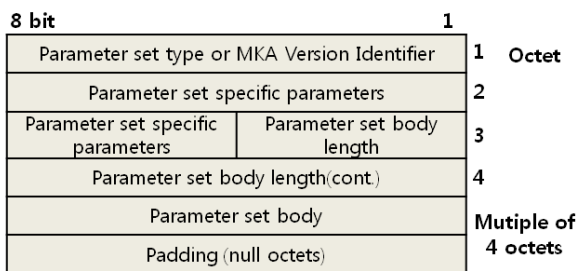 8 bit 1
Parameter set type or MKA Version Identifier 1 Octet
Parameter set specific parameters 2
Parameter set specific
parameters
Parameter set body
length
3
Parameter set body length(cont.) 4
Parameter set body
Padding (null octets)
Mutiple of
4 octets